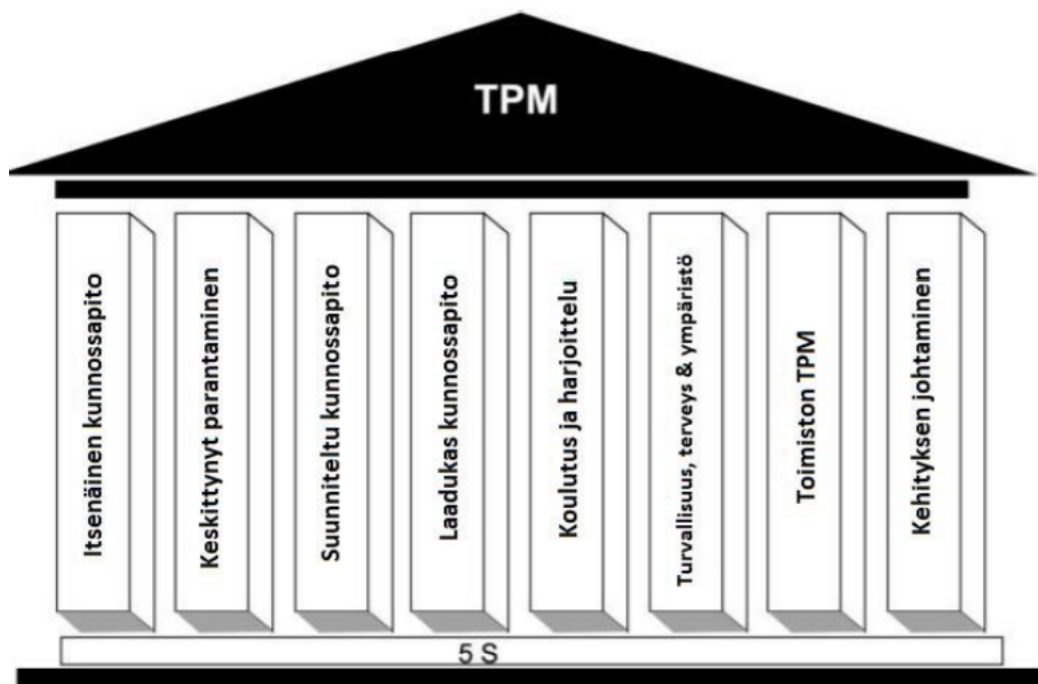 TPM
Itsenäinen kunnossapito
Keskittynyt parantaminen
Suunniteltu kunnossapito
Laadukas kunnossapito
Koulutus ja harjoittelu
Turvallisuus, terveys & ympäristö
Toimiston TPM
Kehityksen johtaminen
5 S